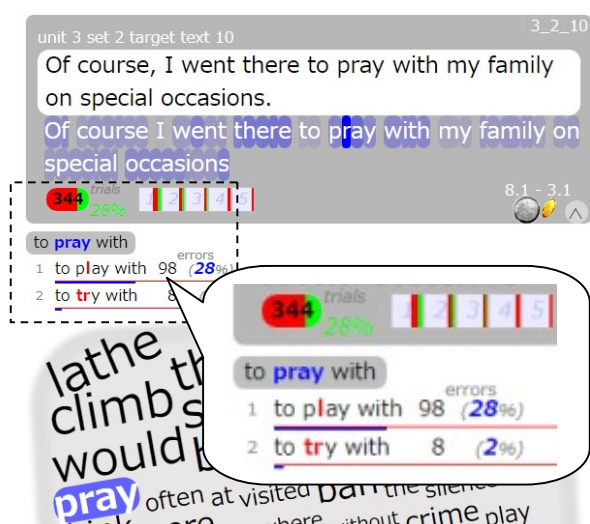 3_2_10
unit 3 set 2 target text 10
Of course, I went there to pray with my family
on special occasions.
Of course I went there to pray with my family on
special occasions
344 trials 28% 1 2 3 4 5
8.1 - 3.1
to pray with
errors
1 to play with 98 (28%)
2 to try with 8
344 trials 28% 1 2 3 4 5
to pray with
errors
1 to play with 98 (28%)
2 to try with 8 (2%)
lathe
climb
would
pray often at visited the silence
without crime play